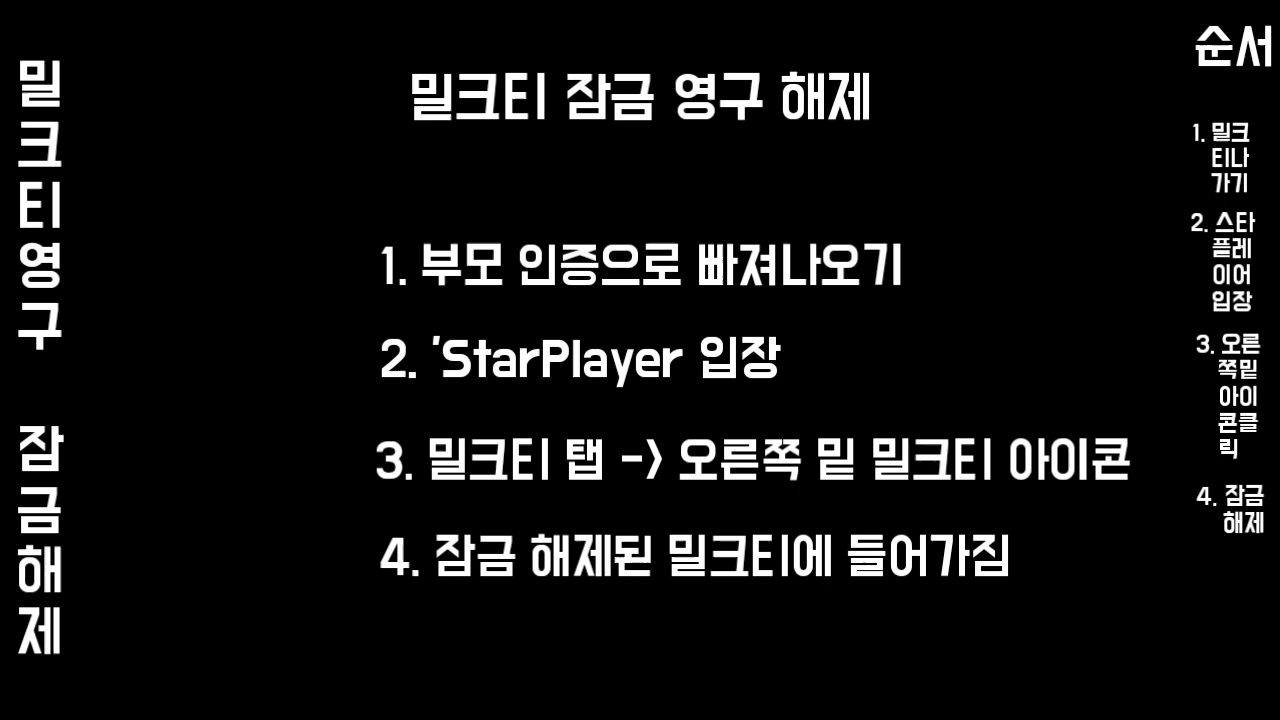 밀크티 영구 잠금해제
밀크티 잠금 영구 해제
1. 부모 인증으로 빠져나오기
2. 'StarPlayer 입장
3. 밀크티 탭 -> 오른쪽 밑 밀크티 아이콘
4. 잠금 해제된 밀크티에 들어가짐
순서
1. 밀크
티나
가기
2. 스타
플레
이어
입장
3. 오른
쪽밑
아이
콘클
릭
4. 잠금
해제